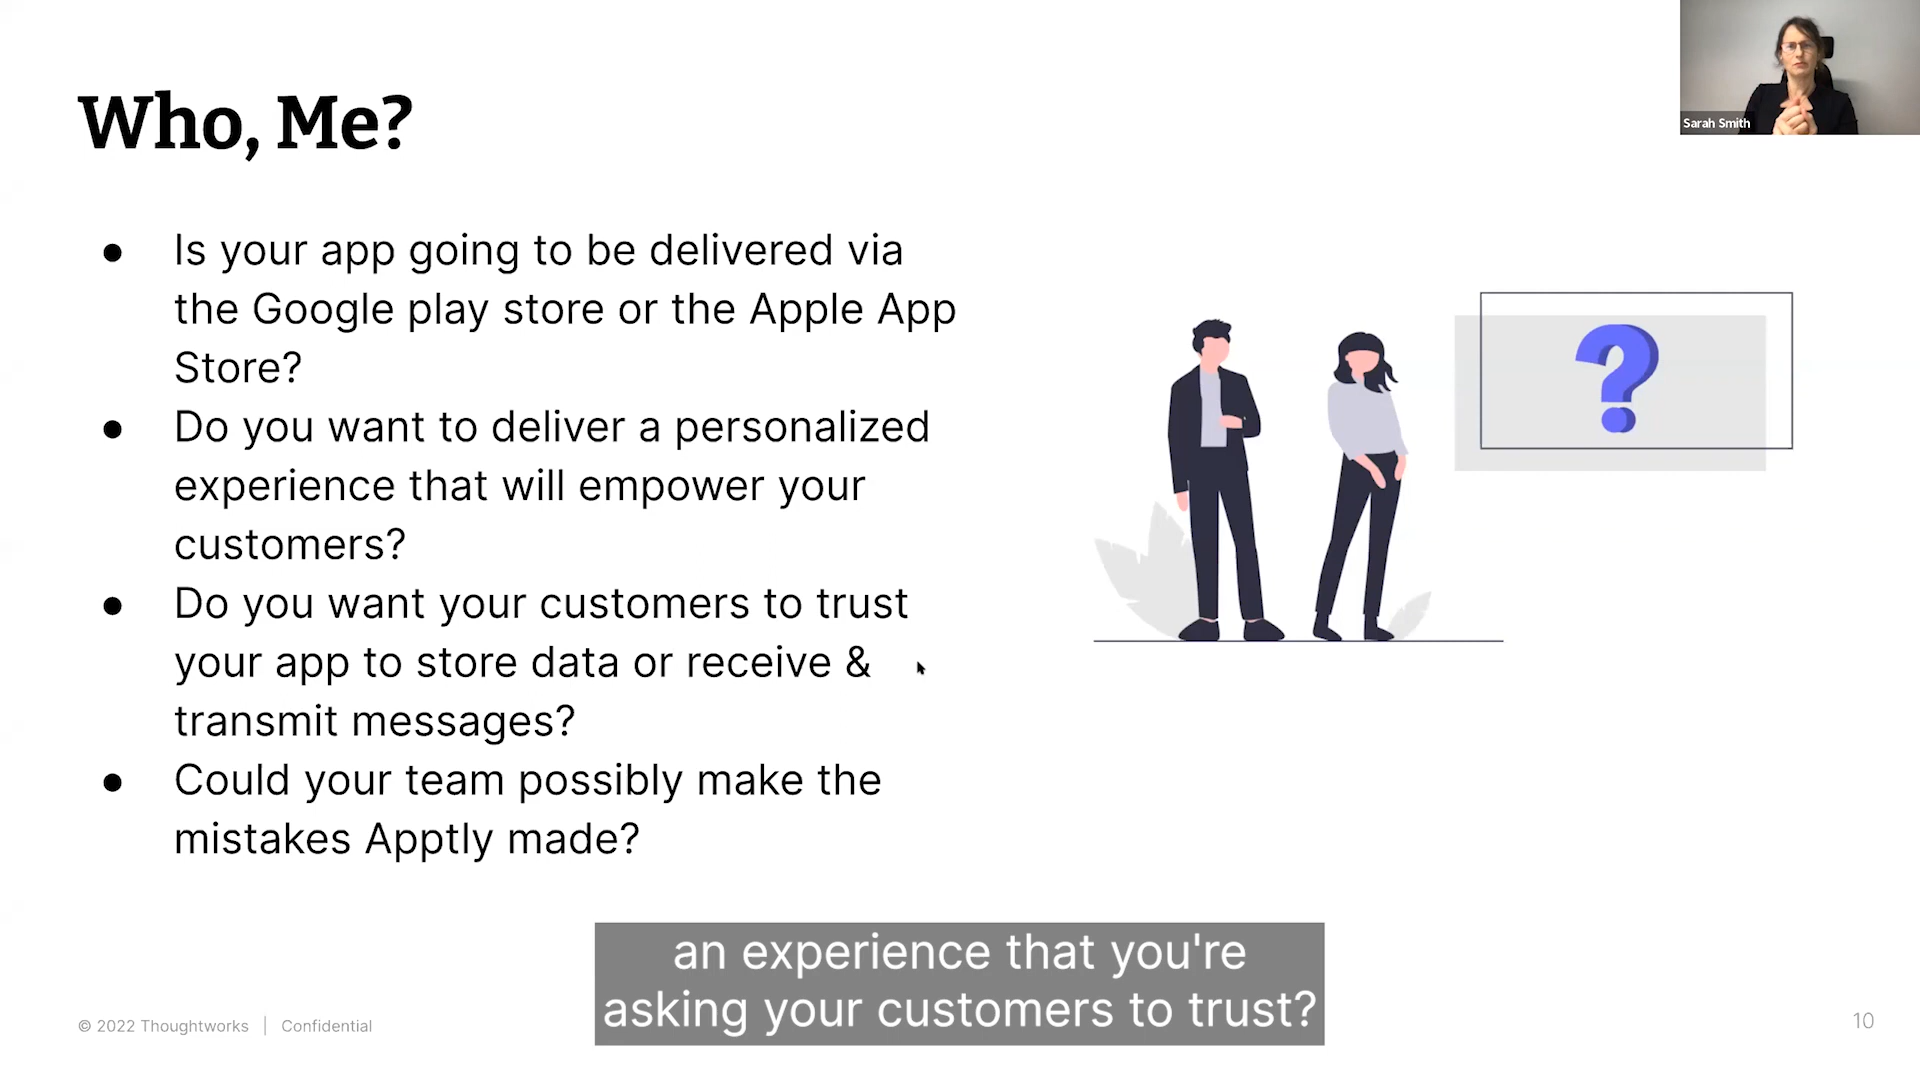 Who, Me?
Sarah Smith
● Is your app going to be delivered via
the Google play store or the Apple App
Store?
● Do you want to deliver a personalized
experience that will empower your
customers?
● Do you want your customers to trust
your app to store data or receive &
transmit messages?
● Could your team possibly make the
mistakes Apptly made?
?
an experience that you're
asking your customers to trust?
© 2022 Thoughtworks | Confidential
10